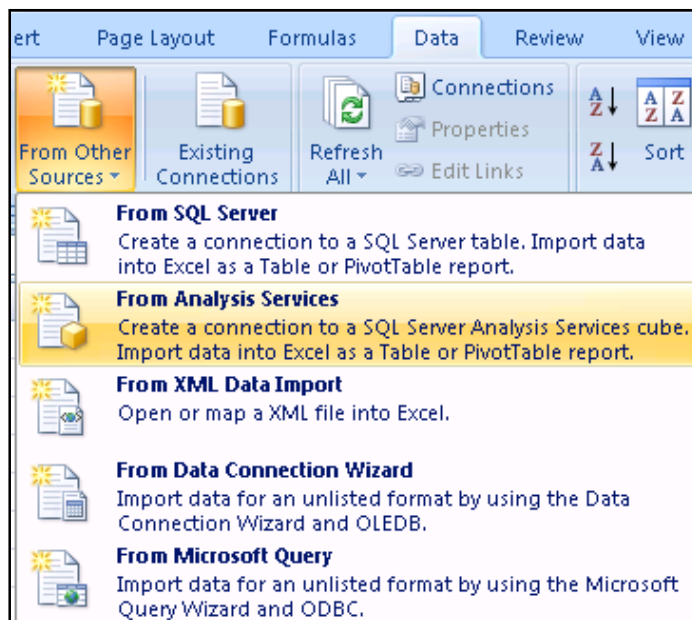 ert Page Layout Formulas Data Review View
From Other Sources
Existing Connections
Refresh All
Connections
Properties
Edit Links
A Z
Z A
A Z Z A
Sort
From SQL Server
Create a connection to a SQL Server table. Import data
into Excel as a Table or PivotTable report.
From Analysis Services
Create a connection to a SQL Server Analysis Services cube.
Import data into Excel as a Table or PivotTable report.
From XML Data Import
Open or map a XML file into Excel.
From Data Connection Wizard
Import data for an unlisted format by using the Data
Connection Wizard and OLEDB.
From Microsoft Query
Import data for an unlisted format by using the Microsoft
Query Wizard and ODBC.